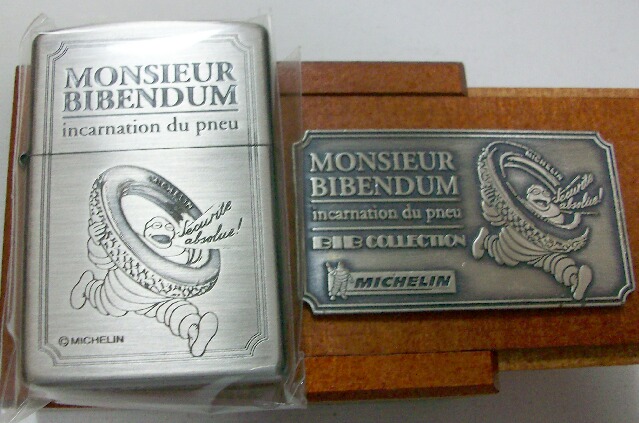 MONSIEUR
BIBENDUM
incarnation du pneu
MICHELIN
Sécurité
absolue!
© MICHELIN
MONSIEUR
BIBENDUM
incarnation du pneu
BIB COLLECTION
MICHELIN
MICHELIN
Sécurité
absolue!